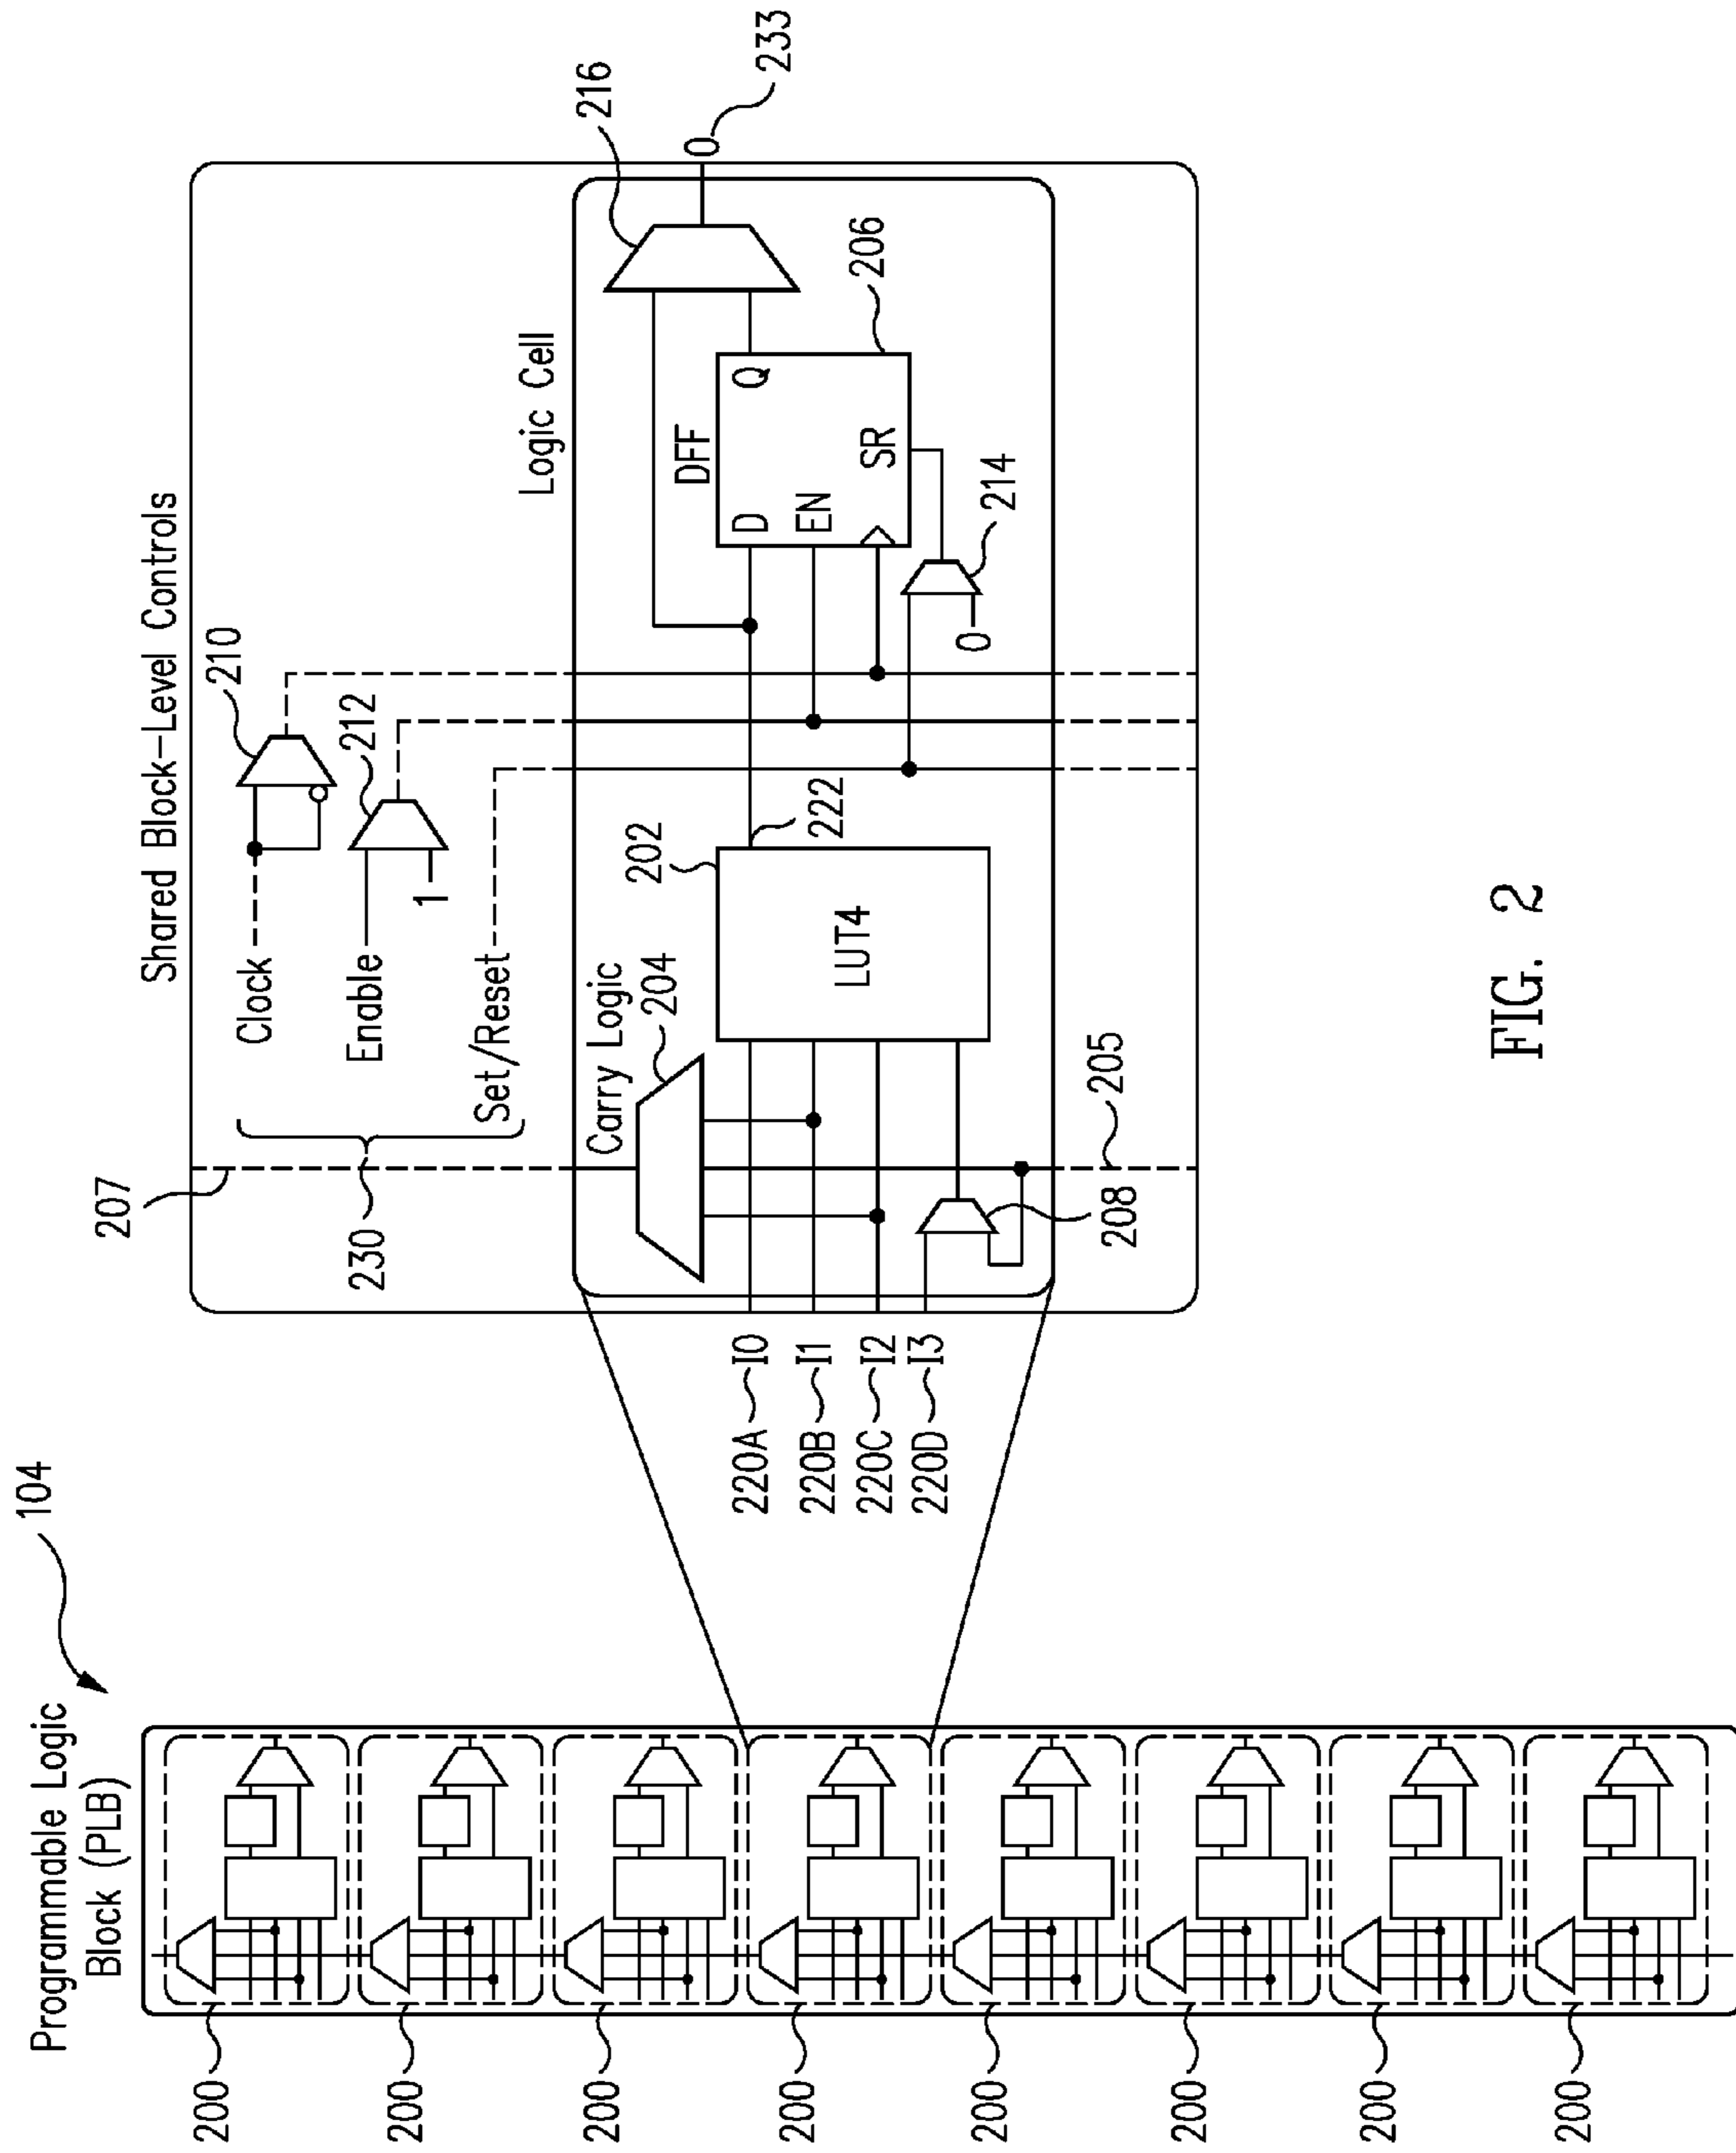 Programmable Logic
Block (PLB)
104
200
200
200
200
200
200
200
200
Shared Block-Level Controls
207
230
Clock
210
Enable
1
212
Set/Reset
Logic Cell
Carry Logic
204
202
LUT4
222
DFF
D
Q
EN
SR
206
216
0
233
0
214
220A
I0
220B
I1
220C
I2
220D
I3
208
205
FIG. 2